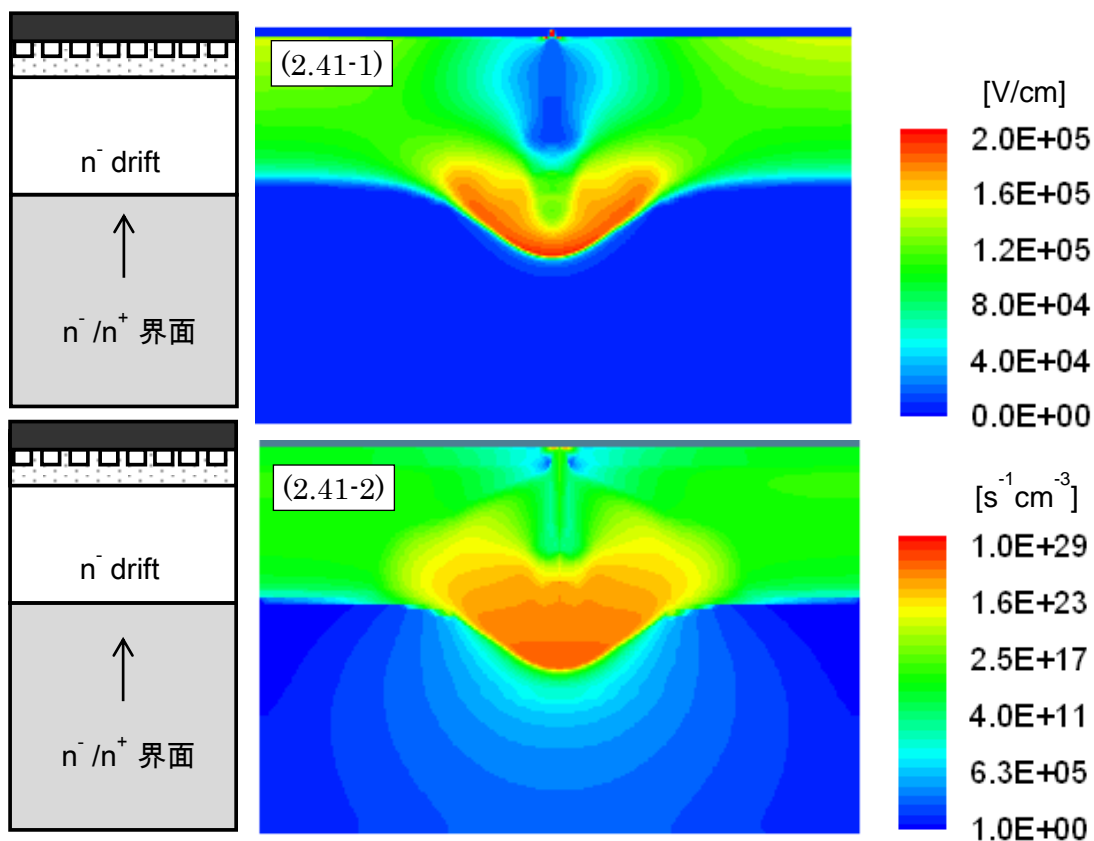 (2.41-1)
n⁻ drift
n⁻ /n⁺ 界面
[V/cm]
2.0E+05
1.6E+05
1.2E+05
8.0E+04
4.0E+04
0.0E+00
(2.41-2)
n⁻ drift
n⁻ /n⁺ 界面
[s⁻¹cm⁻³]
1.0E+29
1.6E+23
2.5E+17
4.0E+11
6.3E+05
1.0E+00